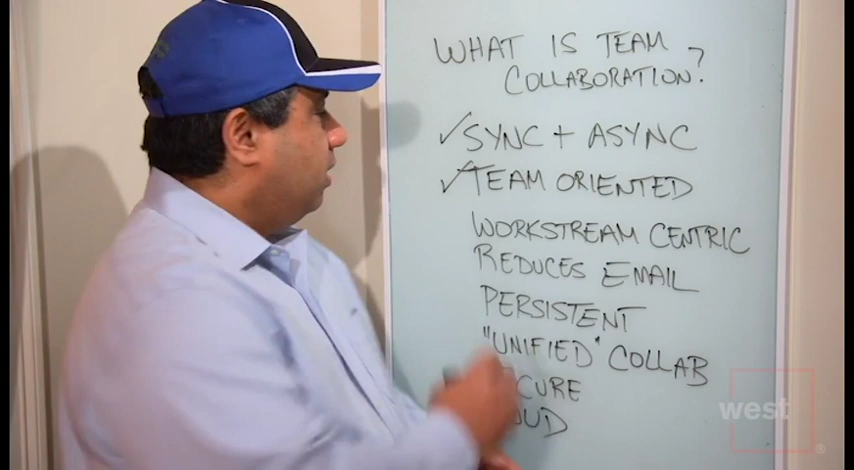 WHAT IS TEAM
COLLABORATION?
✓ SYNC + ASYNC
✓ TEAM ORIENTED
WORKSTREAM CENTRIC
REDUCES EMAIL
PERSISTENT
"UNIFIED" COLLAB
west®